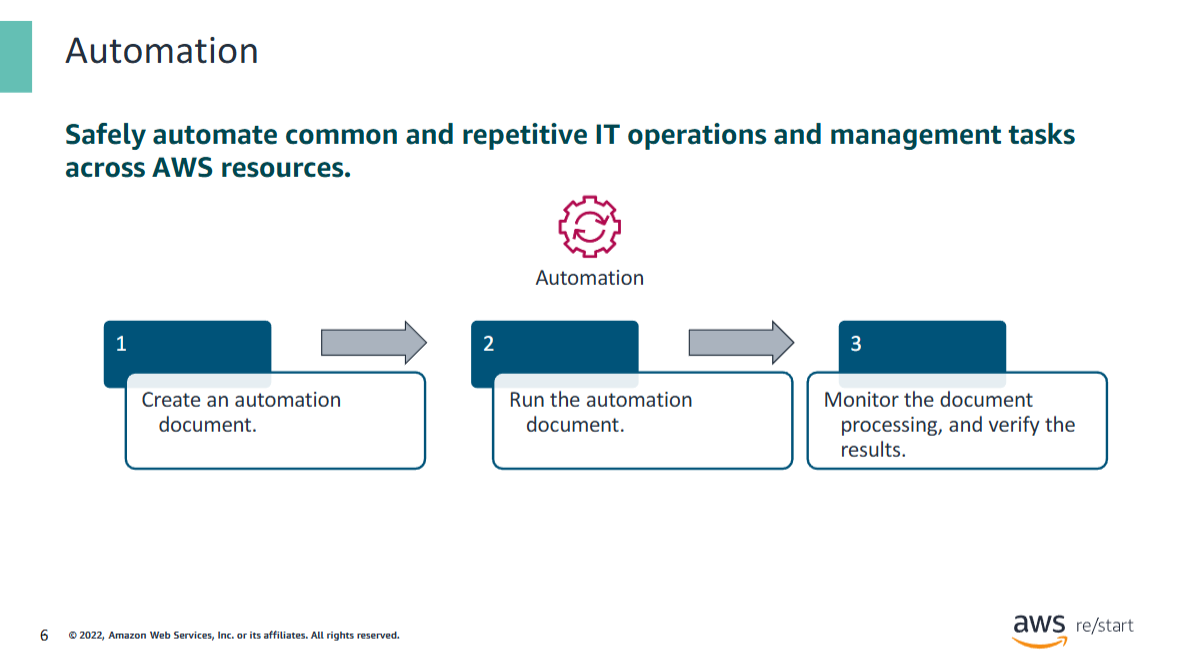 Automation
Safely automate common and repetitive IT operations and management tasks
across AWS resources.
Automation
1
Create an automation
document.
2
Run the automation
document.
3
Monitor the document
processing, and verify the
results.
6
© 2022, Amazon Web Services, Inc. or its affiliates. All rights reserved.
aws re/start